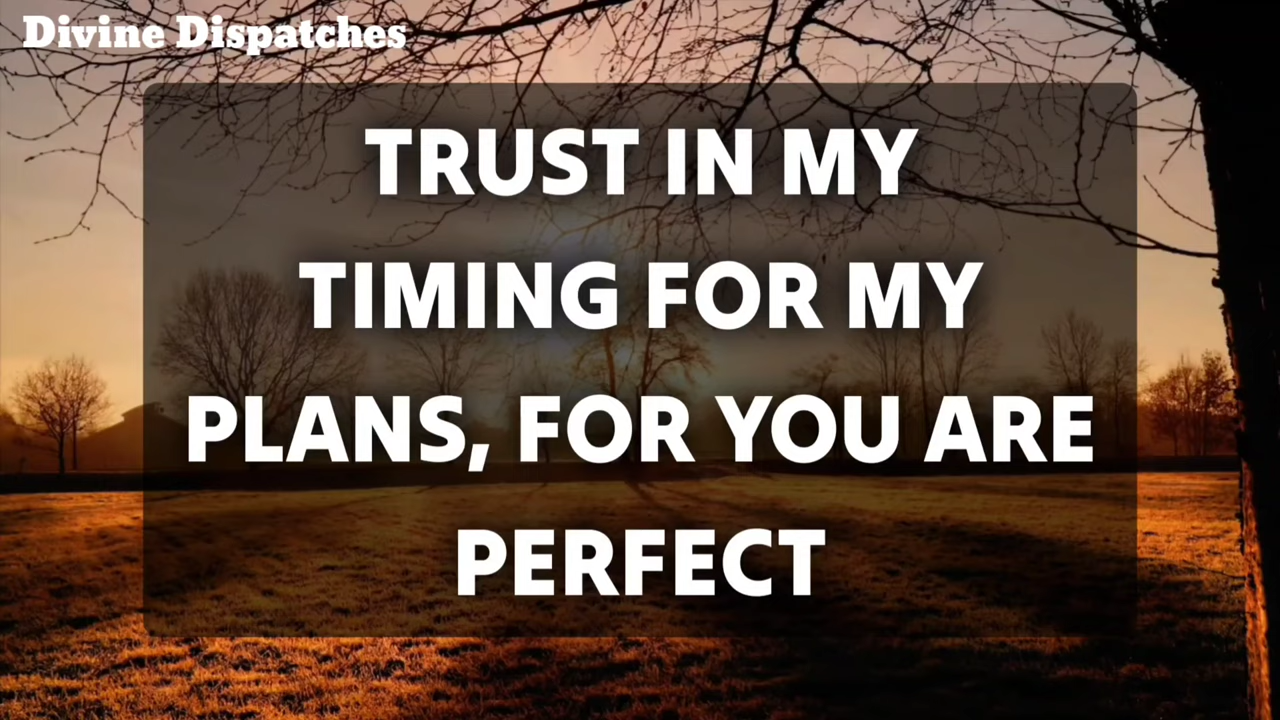 Divine Dispatches
TRUST IN MY
TIMING FOR MY
PLANS, FOR YOU ARE
PERFECT